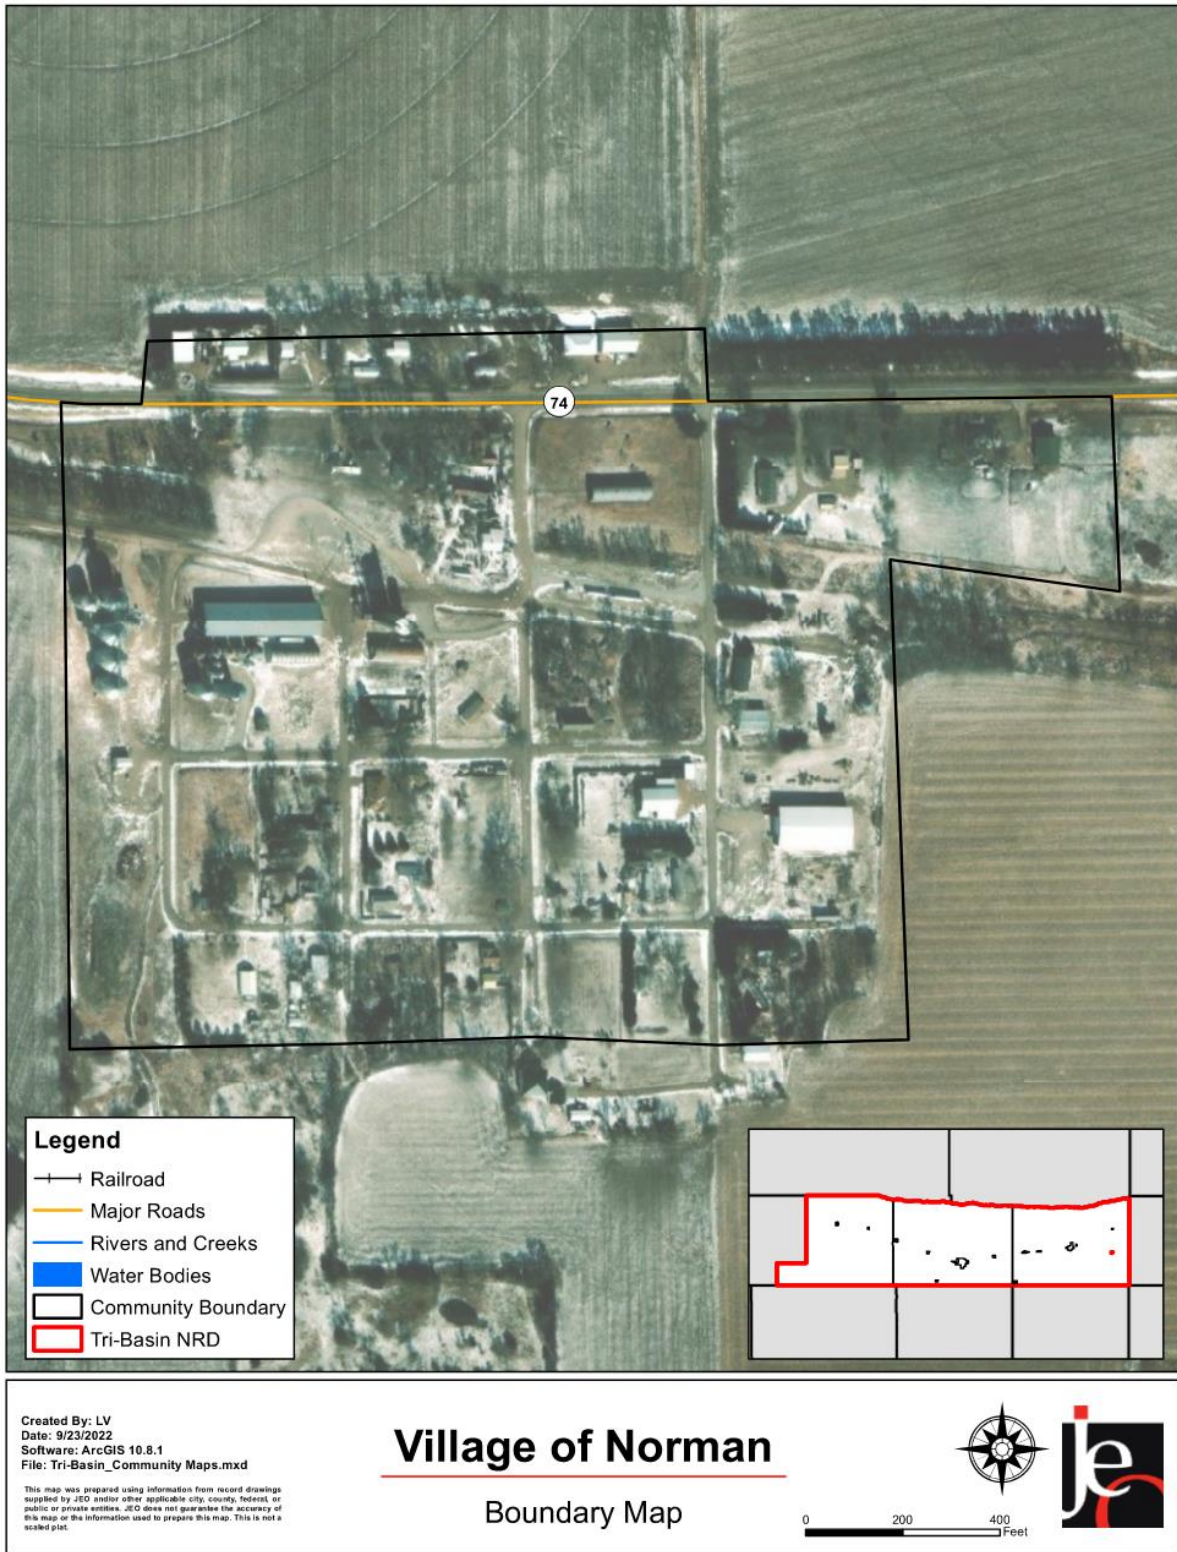 74
Legend
Railroad
Major Roads
Rivers and Creeks
Water Bodies
Community Boundary
Tri-Basin NRD
Created By: LV
Date: 9/23/2022
Software: ArcGIS 10.8.1
File: Tri-Basin_Community Maps.mxd
This map was prepared using information from record drawings
supplied by JEO and/or other applicable city, county, federal, or
public or private entities. JEO does not guarantee the accuracy of
this map or the information used to prepare this map. This is not a
scaled plat.
Village of Norman
Boundary Map
0 200 400
Feet
jeo